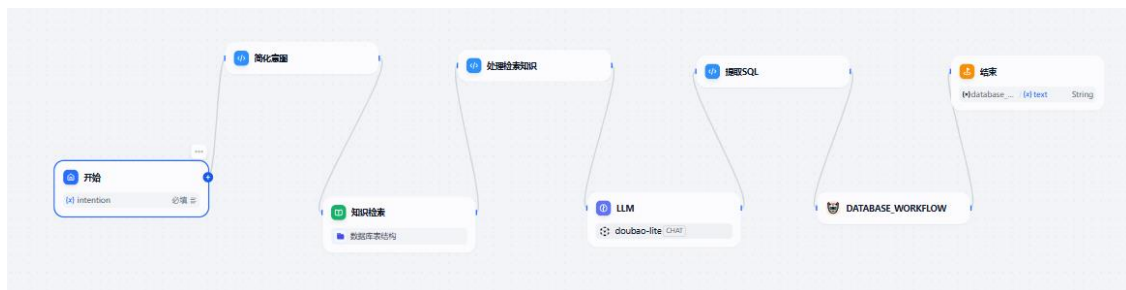 开始
{x} intention 必填
简化意图
知识检索
数据库表结构
处理检索知识
LLM
doubao-lite CHAT
提取SQL
DATABASE_WORKFLOW
结束
database_... {x} text String